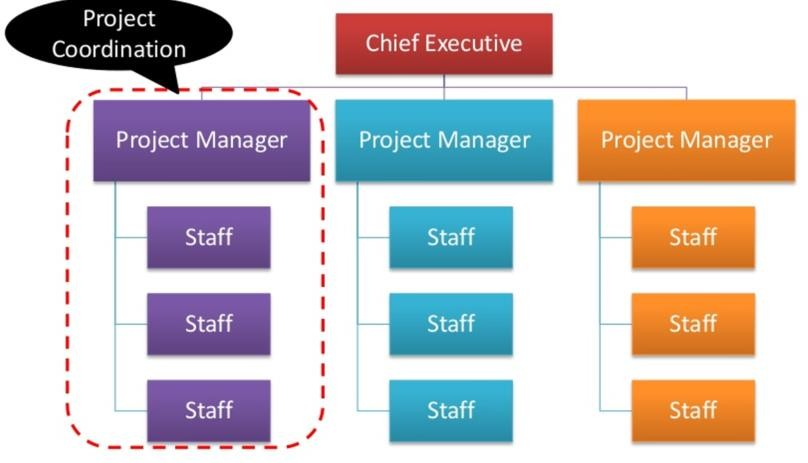 Project
Coordination
Chief Executive
Project Manager
Project Manager
Project Manager
Staff
Staff
Staff
Staff
Staff
Staff
Staff
Staff
Staff